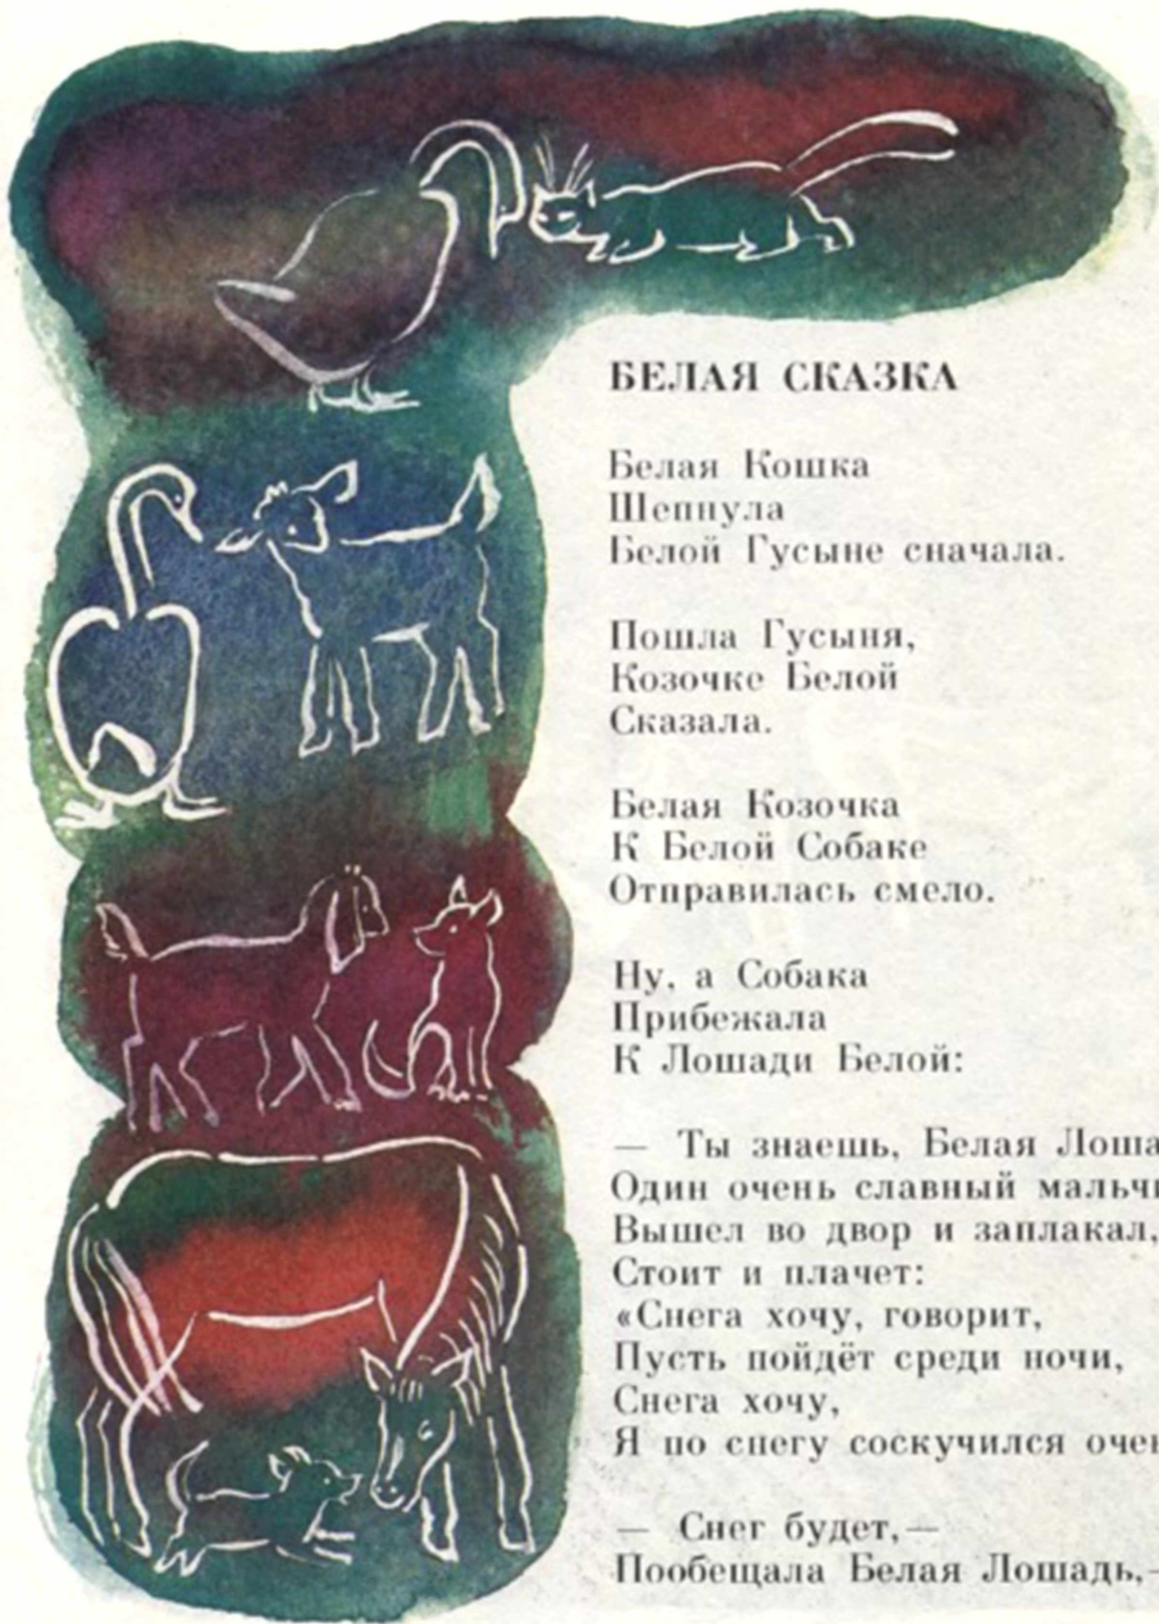 БЕЛАЯ СКАЗКА
Белая Кошка
Шепнула
Белой Гусыне сначала.
Пошла Гусыня,
Козочке Белой
Сказала.
Белая Козочка
К Белой Собаке
Отправилась смело.
Ну, а Собака
Прибежала
К Лошади Белой:
— Ты знаешь, Белая
Один очень славный
Вышел во двор и заплакал,
Стоит и плачет:
«Снега хочу, говорит,
Пусть пойдёт среди ночи,
Снега хочу,
Я по снегу соскучился
— Снег будет,—
Пообещала Белая Лошадь,—